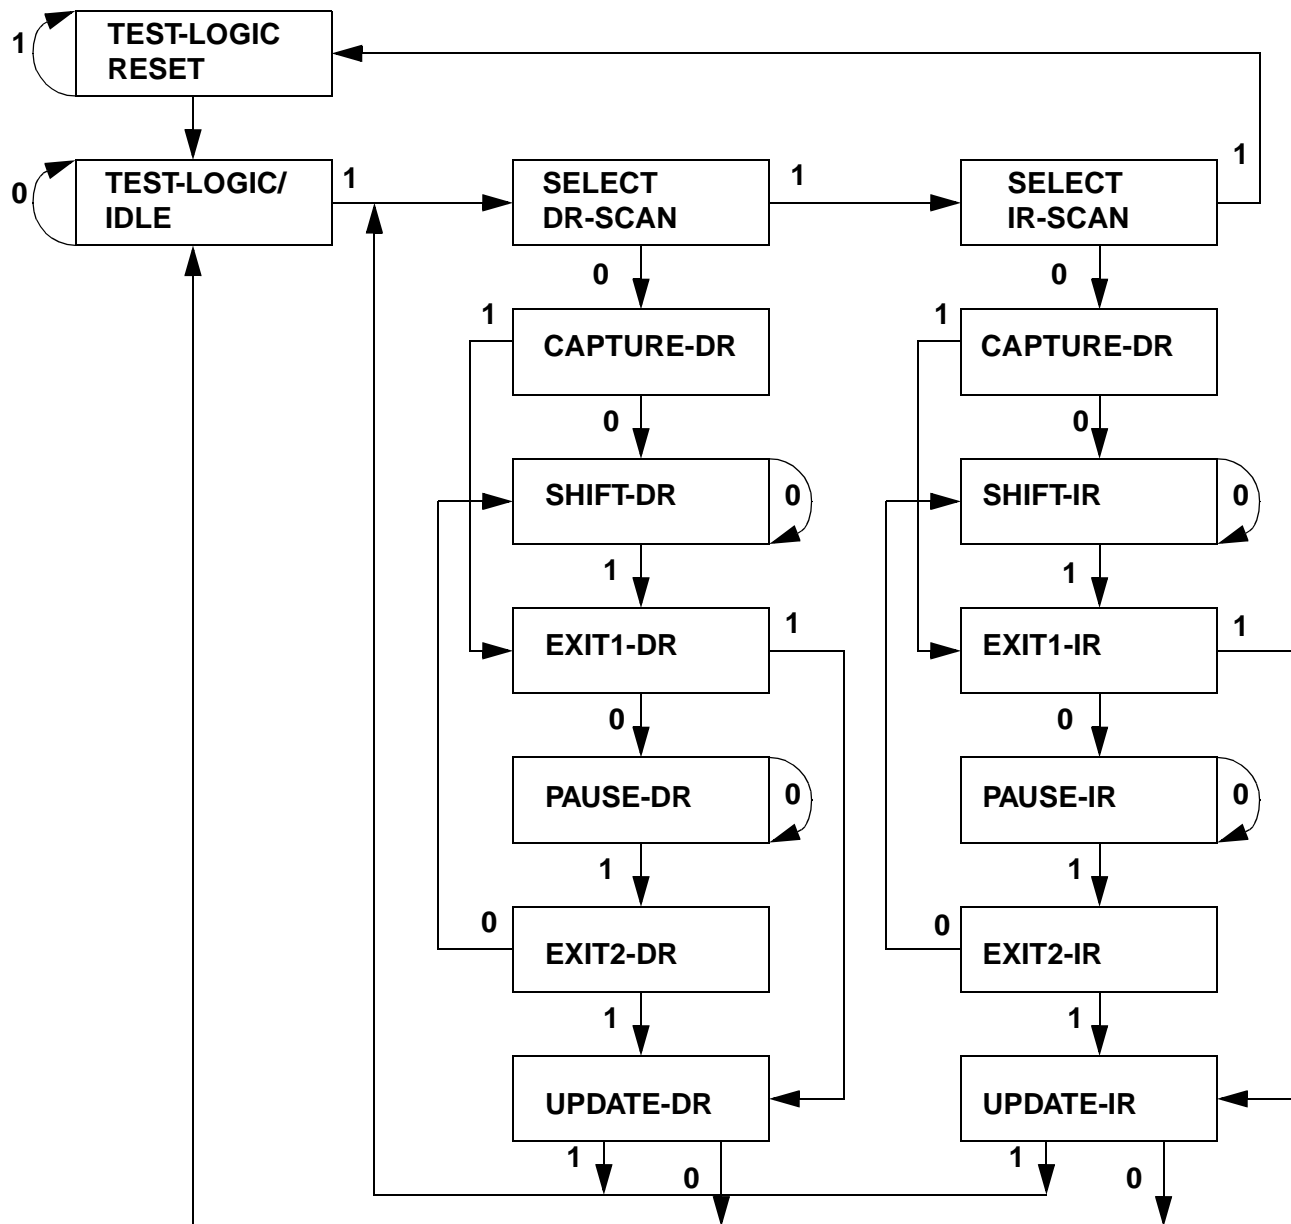 1
TEST-LOGIC
RESET
0
TEST-LOGIC/
IDLE
1
SELECT
DR-SCAN
1
SELECT
IR-SCAN
1
0
0
1
CAPTURE-DR
1
CAPTURE-DR
0
0
SHIFT-DR
0
SHIFT-IR
0
1
1
EXIT1-DR
1
EXIT1-IR
1
0
0
PAUSE-DR
0
PAUSE-IR
0
1
1
0
EXIT2-DR
0
EXIT2-IR
1
1
UPDATE-DR
UPDATE-IR
1
0
1
0